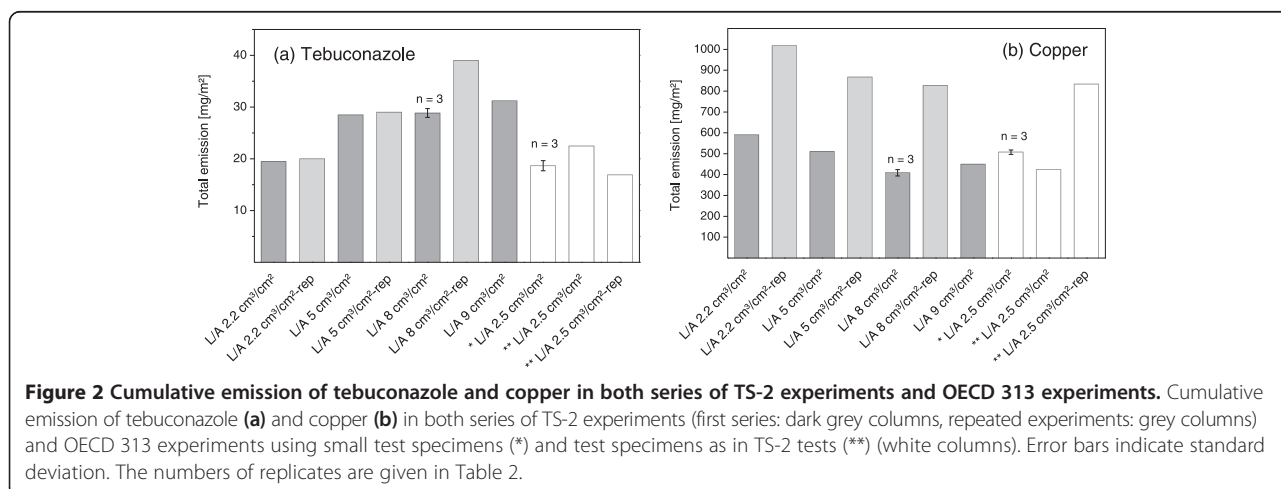 (a) Tebuconazole
Total emission [mg/m²]
40
30
20
10
n = 3
n = 3
L/A 2.2 cm³/cm²
L/A 2.2 cm³/cm²-rep
L/A 5 cm³/cm²
L/A 5 cm³/cm²-rep
L/A 8 cm³/cm²
L/A 8 cm³/cm²-rep
L/A 9 cm³/cm²
* L/A 2.5 cm³/cm²
** L/A 2.5 cm³/cm²
** L/A 2.5 cm³/cm²-rep
(b) Copper
Total emission [mg/m²]
1000
900
800
700
600
500
400
300
200
100
n = 3
n = 3
L/A 2.2 cm³/cm²
L/A 2.2 cm³/cm²-rep
L/A 5 cm³/cm²
L/A 5 cm³/cm²-rep
L/A 8 cm³/cm²
L/A 8 cm³/cm²-rep
L/A 9 cm³/cm²
* L/A 2.5 cm³/cm²
** L/A 2.5 cm³/cm²
** L/A 2.5 cm³/cm²-rep
Figure 2 Cumulative emission of tebuconazole and copper in both series of TS-2 experiments and OECD 313 experiments. Cumulative
emission of tebuconazole (a) and copper (b) in both series of TS-2 experiments (first series: dark grey columns, repeated experiments: grey columns)
and OECD 313 experiments using small test specimens (*) and test specimens as in TS-2 tests (**) (white columns). Error bars indicate standard
deviation. The numbers of replicates are given in Table 2.